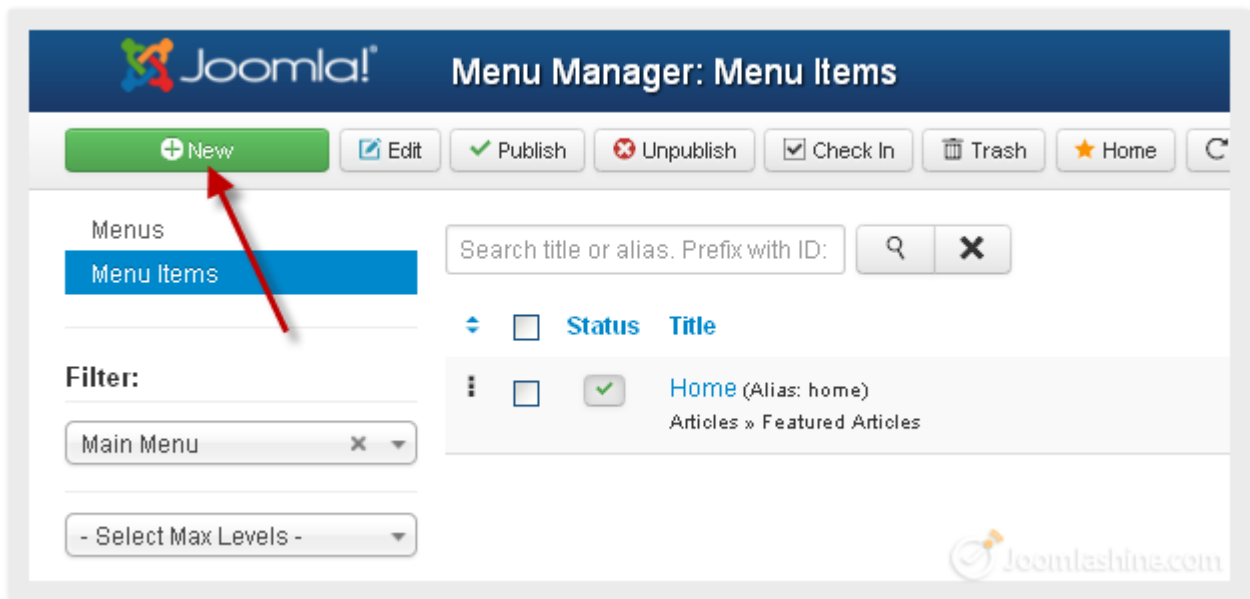 Joomla!® Menu Manager: Menu Items
New Edit Publish Unpublish Check In Trash Home
Menus
Menu Items
Search title or alias. Prefix with ID:
Status Title
Filter:
Home (Alias: home)
Articles » Featured Articles
Main Menu
- Select Max Levels -
Joomlashine.com